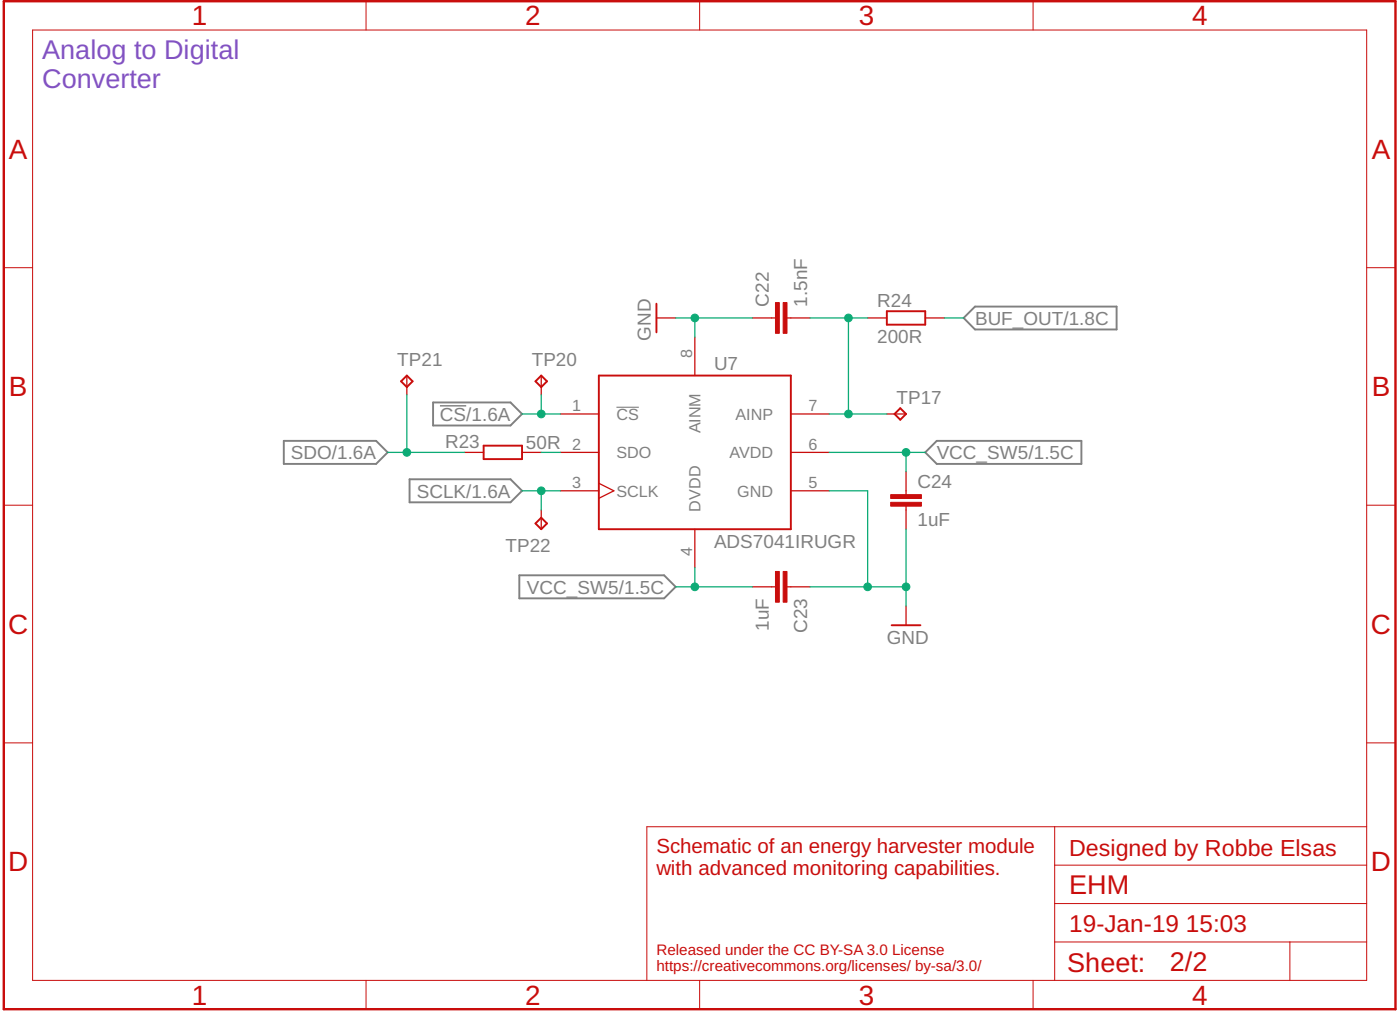 1 2 3 4
Analog to Digital
Converter
A A
C22
1.5nF
GND
R24
BUF_OUT/1.8C
200R
8
U7
TP21
TP20
B B
TP17
CS/1.6A
1
CS
AINM
AINP
7
SDO/1.6A
R23
50R
2
SDO
AVDD
6
VCC_SW5/1.5C
SCLK/1.6A
3
SCLK
DVDD
GND
5
C24
1uF
TP22
4
ADS7041IRUGR
VCC_SW5/1.5C
1uF
C23
GND
C C
Schematic of an energy harvester module
with advanced monitoring capabilities.
Designed by Robbe Elsas
D D
EHM
19-Jan-19 15:03
Released under the CC BY-SA 3.0 License
https://creativecommons.org/licenses/ by-sa/3.0/
Sheet: 2/2
1 2 3 4